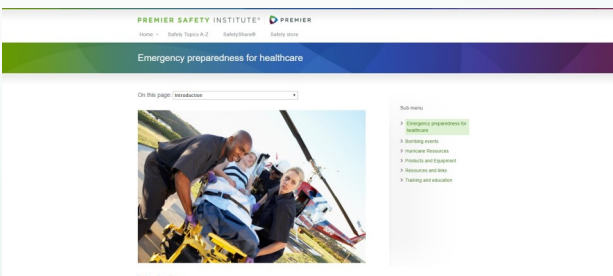 PREMIER SAFETY INSTITUTE® PREMIER
Home Safety Topics A-Z SafetyShare® Safety store
Emergency preparedness for healthcare
On this page: Introduction
Sub menu
Emergency preparedness for
healthcare
Bombing events
Hurricane Resources
Products and Equipment
Resources and links
Training and education